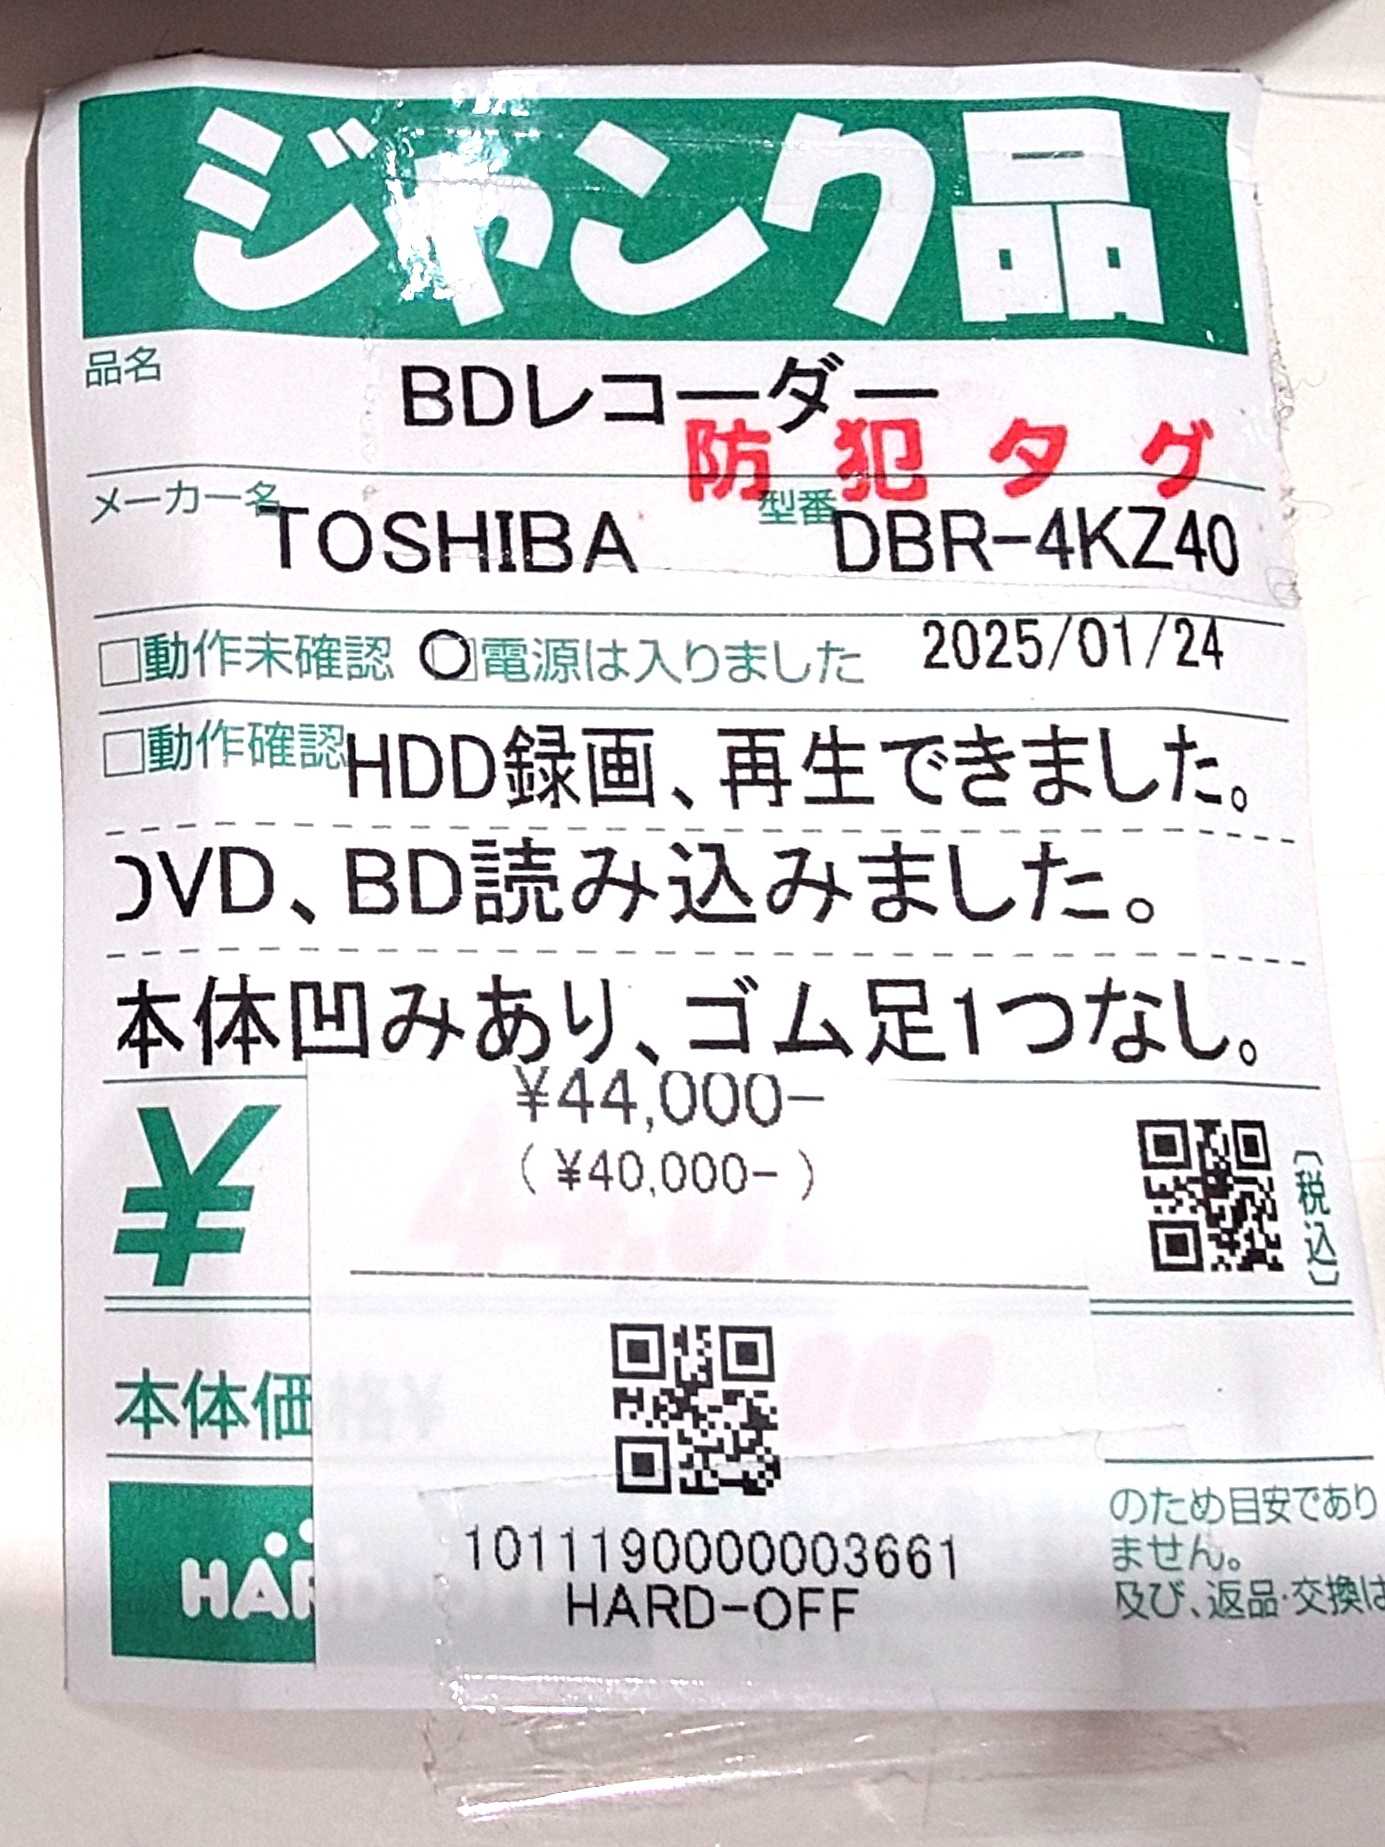 ジャンク品
品名
BDレコーダー
防犯タグ
メーカー名 TOSHIBA 型番 DBR-4KZ40
□動作未確認 ○□電源は入りました 2025/01/24
□動作確認 HDD録画、再生できました。
DVD、BD読み込みました。
本体凹みあり、ゴム足1つなし。
¥
¥44,000-
(¥40,000-)
〔税込〕
本体価格¥
1011190000003661
HARD-OFF
HAR
のため目安であり
ません。
及び、返品・交換は